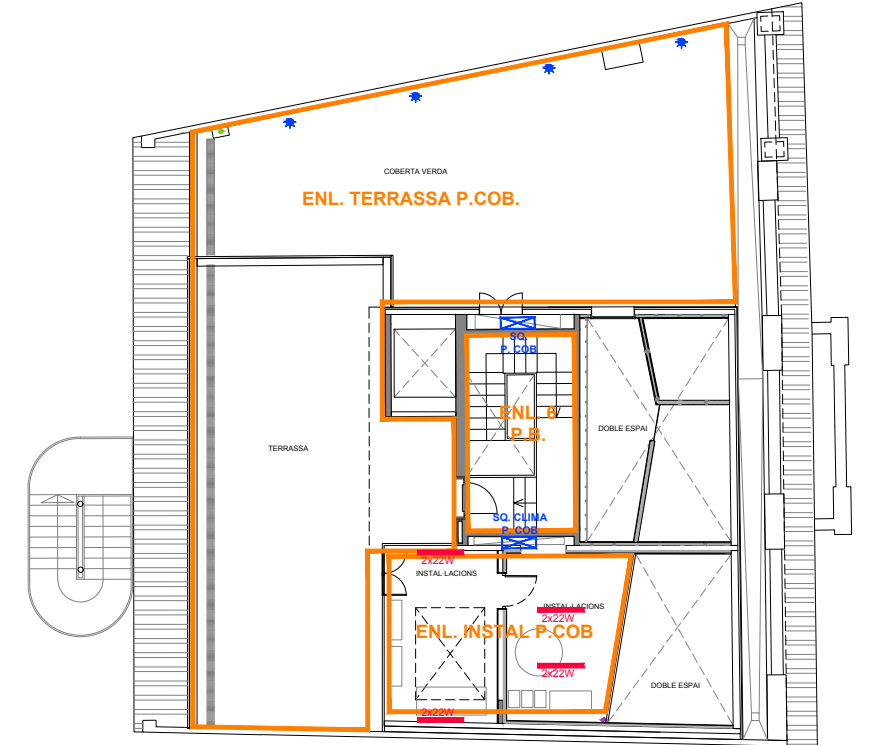 COBERTA VERDA
ENL. TERRASSA P.COB.
SQ.
P. COB
ENL. 6
P.B.
DOBLE ESPAI
TERRASSA
SQ. CLIMA
P. COB
2x22W
INSTAL·LACIONS
INSTAL·LACIONS
2x22W
ENL. INSTAL P.COB
2x22W
DOBLE ESPAI
2x22W